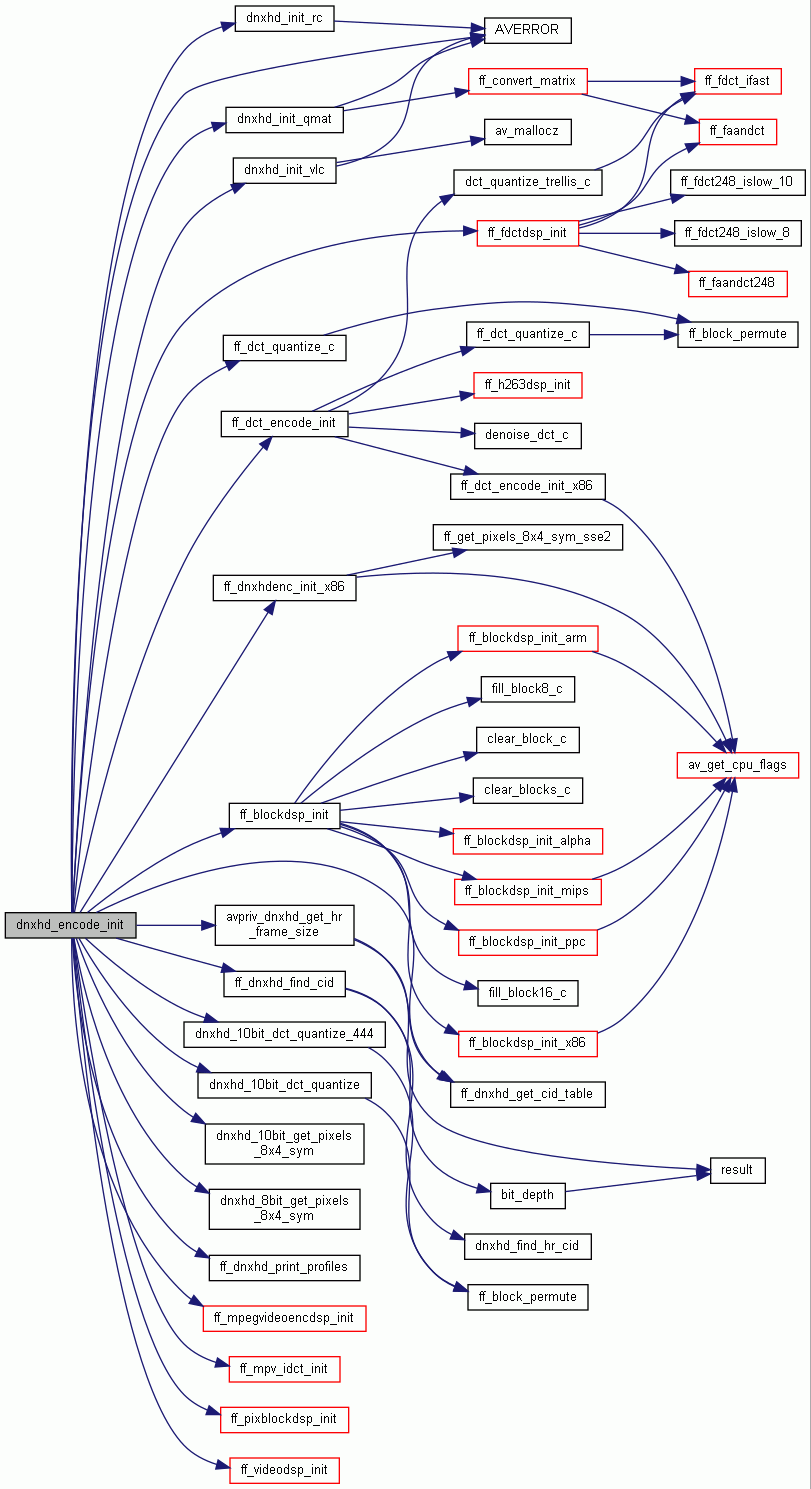 dnxhd_init_rc
AVERROR
ff_convert_matrix
ff_fdct_ifast
dnxhd_init_qmat
av_mallocz
ff_faandct
dnxhd_init_vlc
dct_quantize_trellis_c
ff_fdct248_islow_10
ff_fdctdsp_init
ff_fdct248_islow_8
ff_faandct248
ff_dct_quantize_c
ff_dct_quantize_c
ff_block_permute
ff_h263dsp_init
ff_dct_encode_init
denoise_dct_c
ff_dct_encode_init_x86
ff_get_pixels_8x4_sym_sse2
ff_dnxhdenc_init_x86
ff_blockdsp_init_arm
fill_block8_c
clear_block_c
av_get_cpu_flags
clear_blocks_c
ff_blockdsp_init
ff_blockdsp_init_alpha
ff_blockdsp_init_mips
dnxhd_encode_init
avpriv_dnxhd_get_hr
_frame_size
ff_blockdsp_init_ppc
ff_dnxhd_find_cid
fill_block16_c
dnxhd_10bit_dct_quantize_444
ff_blockdsp_init_x86
dnxhd_10bit_dct_quantize
ff_dnxhd_get_cid_table
dnxhd_10bit_get_pixels
_8x4_sym
result
bit_depth
dnxhd_8bit_get_pixels
_8x4_sym
dnxhd_find_hr_cid
ff_dnxhd_print_profiles
ff_block_permute
ff_mpegvideoencdsp_init
ff_mpv_idct_init
ff_pixblockdsp_init
ff_videodsp_init